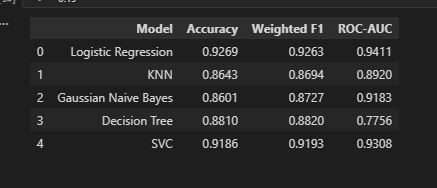 ...
Model Accuracy Weighted F1 ROC-AUC
0 Logistic Regression 0.9269 0.9263 0.9411
1 KNN 0.8643 0.8694 0.8920
2 Gaussian Naive Bayes 0.8601 0.8727 0.9183
3 Decision Tree 0.8810 0.8820 0.7756
4 SVC 0.9186 0.9193 0.9308